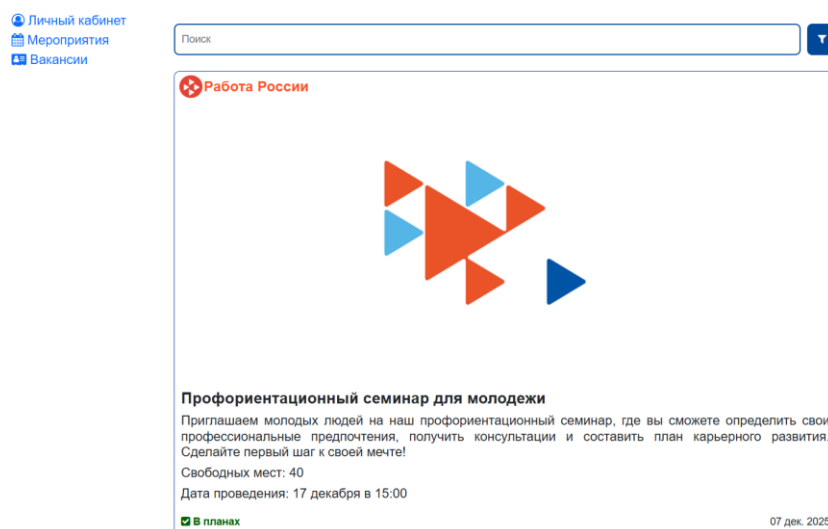 Личный кабинет
Мероприятия
Вакансии
Поиск
Работа России
Профориентационный семинар для молодежи
Приглашаем молодых людей на наш профориентационный семинар, где вы сможете определить свои
профессиональные предпочтения, получить консультации и составить план карьерного развития.
Сделайте первый шаг к своей мечте!
Свободных мест: 40
Дата проведения: 17 декабря в 15:00
В планах
07 дек. 2025